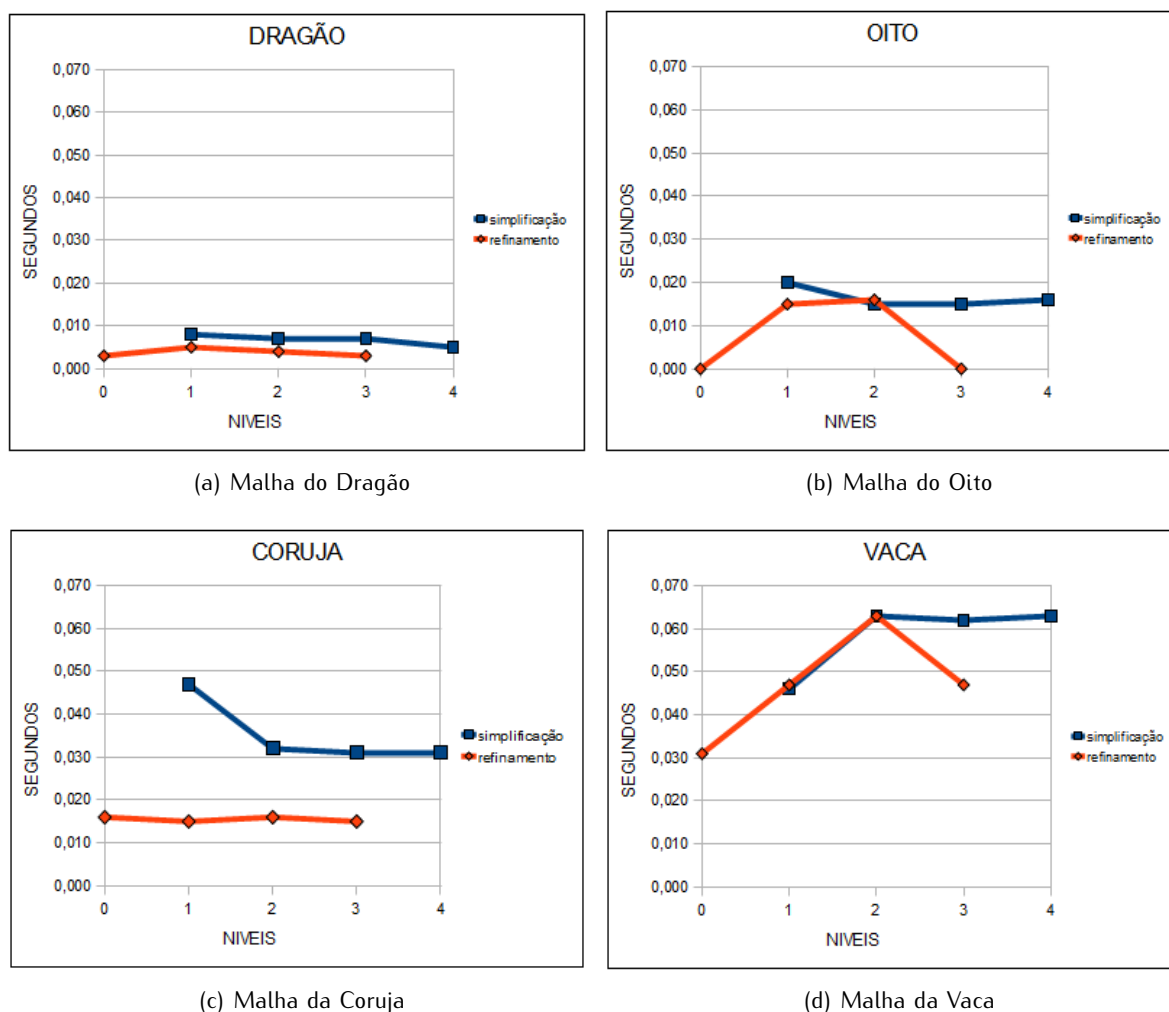 DRAGÃO
0,070
0,060
0,050
0,040
0,030
0,020
0,010
0,000
SEGUNDOS
0 1 2 3 4
NIVEIS
simplificação
refinamento
(a) Malha do Dragão
OITO
0,070
0,060
0,050
0,040
0,030
0,020
0,010
0,000
SEGUNDOS
0 1 2 3 4
NIVEIS
simplificação
refinamento
(b) Malha do Oito
CORUJA
0,070
0,060
0,050
0,040
0,030
0,020
0,010
0,000
SEGUNDOS
0 1 2 3 4
NIVEIS
simplificação
refinamento
(c) Malha da Coruja
VACA
0,070
0,060
0,050
0,040
0,030
0,020
0,010
0,000
SEGUNDOS
0 1 2 3 4
NIVEIS
simplificação
refinamento
(d) Malha da Vaca